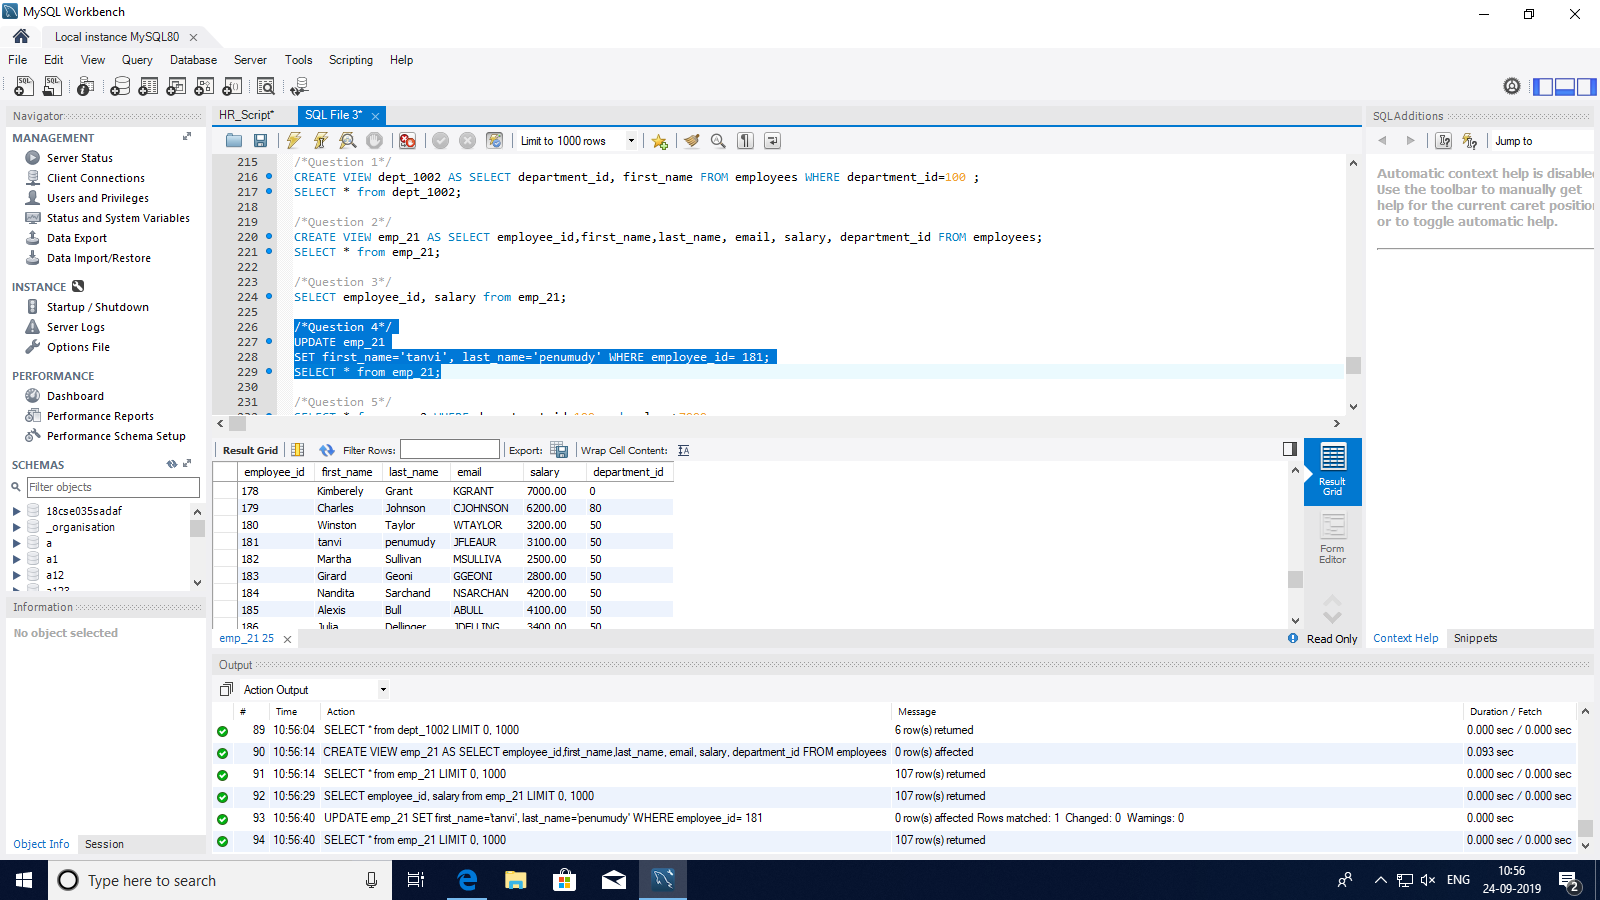 MySQL Workbench
Local instance MySQL80
File Edit View Query Database Server Tools Scripting Help
Navigator
MANAGEMENT
Server Status
Client Connections
Users and Privileges
Status and System Variables
Data Export
Data Import/Restore
INSTANCE
Startup / Shutdown
Server Logs
Options File
PERFORMANCE
Dashboard
Performance Reports
Performance Schema Setup
SCHEMAS
Filter objects
18cse035sadaf
_organisation
a
a1
a12
a123
Information
No object selected
Object Info Session
HR_Script* SQL File 3*
Limit to 1000 rows
215 /*Question 1*/
216 CREATE VIEW dept_1002 AS SELECT department_id, first_name FROM employees WHERE department_id=100 ;
217 SELECT * from dept_1002;
218
219 /*Question 2*/
220 CREATE VIEW emp_21 AS SELECT employee_id,first_name,last_name, email, salary, department_id FROM employees;
221 SELECT * from emp_21;
222
223 /*Question 3*/
224 SELECT employee_id, salary from emp_21;
225
226 /*Question 4*/
227 UPDATE emp_21
228 SET first_name='tanvi', last_name='penumudy' WHERE employee_id= 181;
229 SELECT * from emp_21;
230
231 /*Question 5*/
Result Grid Filter Rows: Export: Wrap Cell Content:
employee_id first_name last_name email salary department_id
178 Kimberely Grant KGRANT 7000.00 0
179 Charles Johnson CJOHNSON 6200.00 80
180 Winston Taylor WTAYLOR 3200.00 50
181 tanvi penumudy JFLEAUR 3100.00 50
182 Martha Sullivan MSULLIVA 2500.00 50
183 Girard Geoni GGEONI 2800.00 50
184 Nandita Sarchand NSARCHAN 4200.00 50
185 Alexis Bull ABULL 4100.00 50
186 Julia Dellinger JDELLING 3400.00 50
Result Grid
Form Editor
emp_21 25
Read Only
SQLAdditions
Jump to
Automatic context help is disable
Use the toolbar to manually get
help for the current caret position
or to toggle automatic help.
Context Help Snippets
Output
Action Output
# Time Action Message Duration / Fetch
89 10:56:04 SELECT * from dept_1002 LIMIT 0, 1000 6 row(s) returned 0.000 sec / 0.000 sec
90 10:56:14 CREATE VIEW emp_21 AS SELECT employee_id,first_name,last_name, email, salary, department_id FROM employees 0 row(s) affected 0.093 sec
91 10:56:14 SELECT * from emp_21 LIMIT 0, 1000 107 row(s) returned 0.000 sec / 0.000 sec
92 10:56:29 SELECT employee_id, salary from emp_21 LIMIT 0, 1000 107 row(s) returned 0.000 sec / 0.000 sec
93 10:56:40 UPDATE emp_21 SET first_name='tanvi', last_name='penumudy' WHERE employee_id= 181 0 row(s) affected Rows matched: 1 Changed: 0 Warnings: 0 0.000 sec
94 10:56:40 SELECT * from emp_21 LIMIT 0, 1000 107 row(s) returned 0.000 sec / 0.000 sec
Type here to search
ENG
10:56
24-09-2019
2